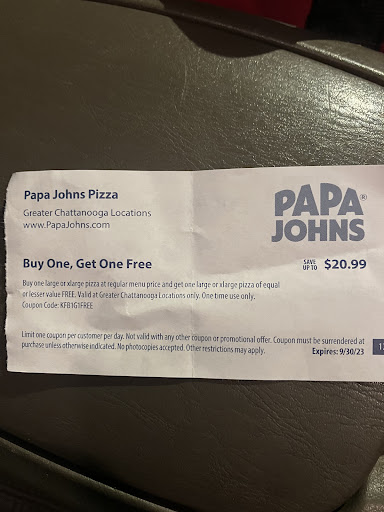 Papa Johns Pizza
Greater Chattanooga Locations
www.PapaJohns.com
PAPA®
JOHNS
Buy One, Get One Free
SAVE
UP TO $20.99
Buy one large or xlarge pizza at regular menu price and get one large or xlarge pizza of equal
or lesser value FREE. Valid at Greater Chattanooga Locations only. One time use only.
Coupon Code: KFB1G1FREE
Limit one coupon per customer per day. Not valid with any other coupon or promotional offer. Coupon must be surrendered at
purchase unless otherwise indicated. No photocopies accepted. Other restrictions may apply.
Expires: 9/30/23